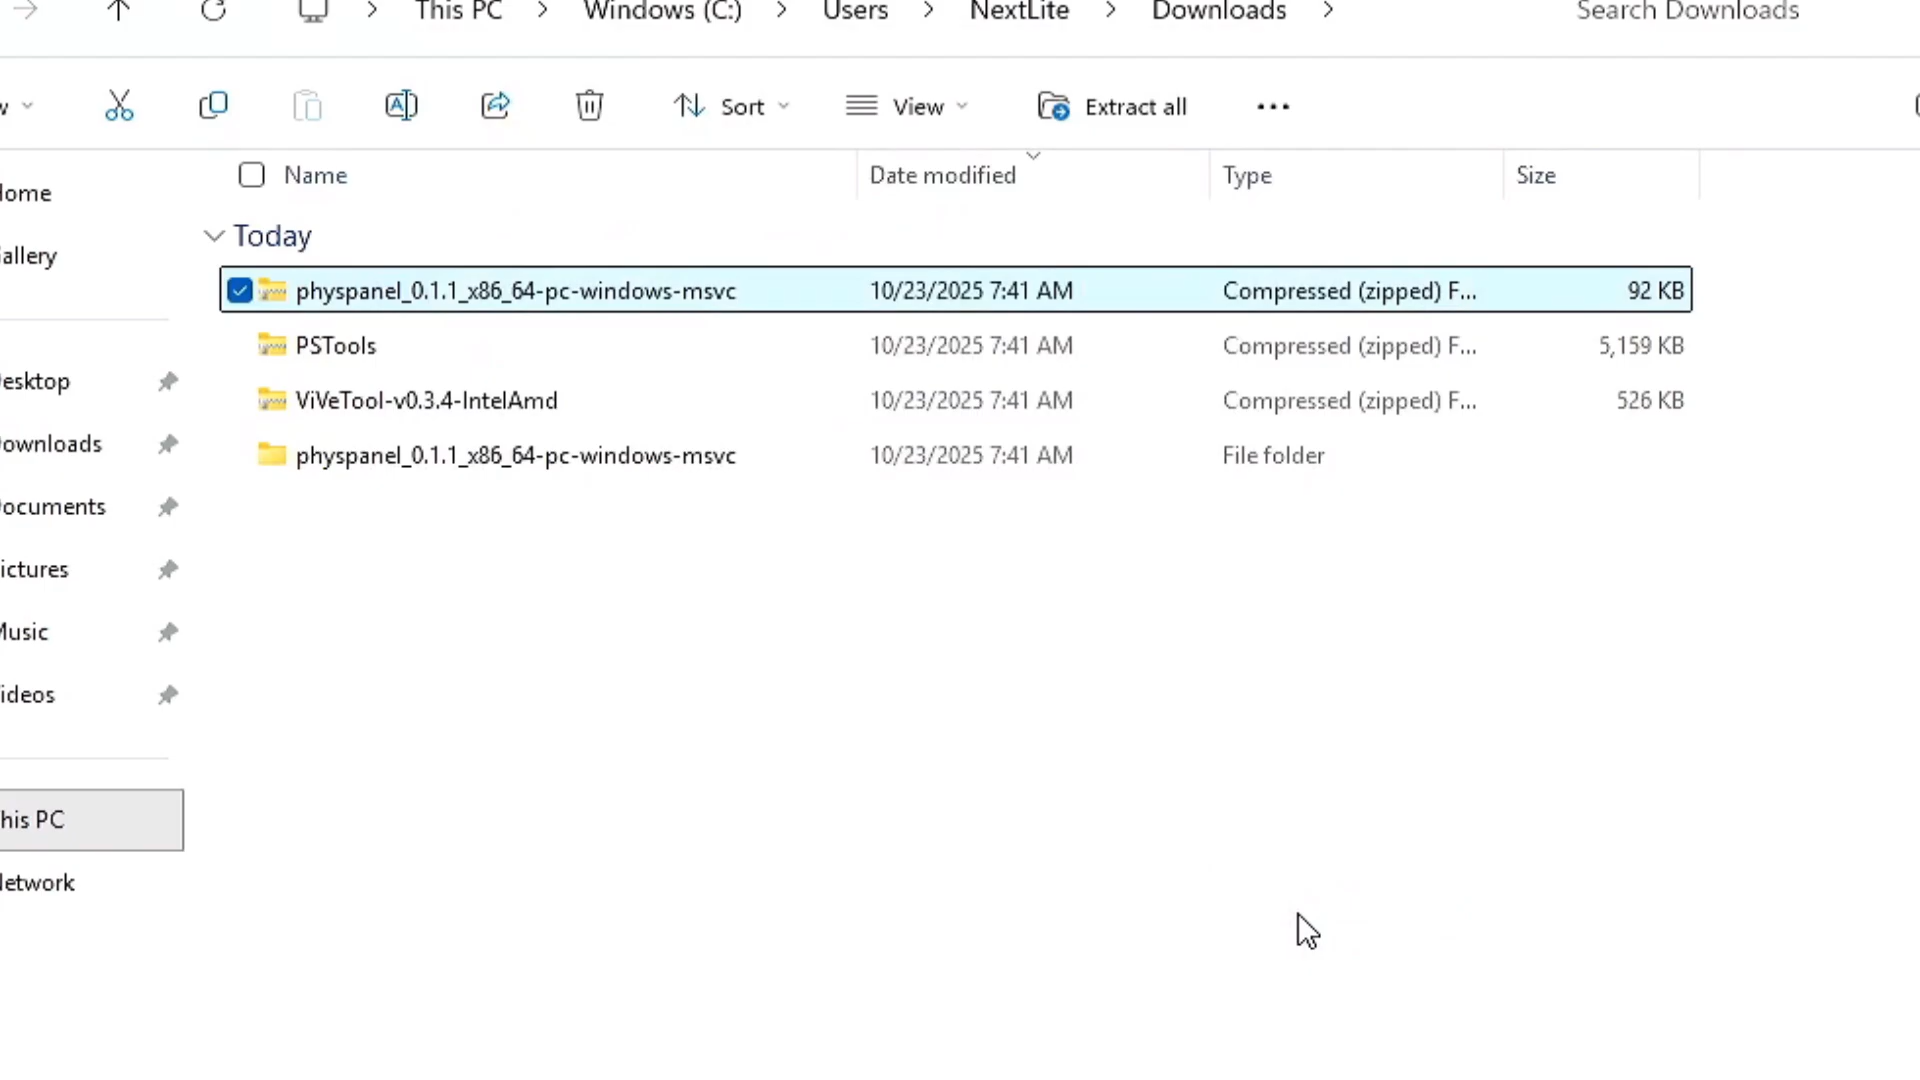 This PC > Windows (C:) > Users > NextLite > Downloads >
Search Downloads
Sort
View
Extract all
Name
Date modified
Type
Size
ome
allery
esktop
ownloads
ocuments
ictures
Music
ideos
his PC
etwork
Today
physpanel_0.1.1_x86_64-pc-windows-msvc 10/23/2025 7:41 AM Compressed (zipped) F... 92 KB
PSTools 10/23/2025 7:41 AM Compressed (zipped) F... 5,159 KB
ViVeTool-v0.3.4-IntelAmd 10/23/2025 7:41 AM Compressed (zipped) F... 526 KB
physpanel_0.1.1_x86_64-pc-windows-msvc 10/23/2025 7:41 AM File folder